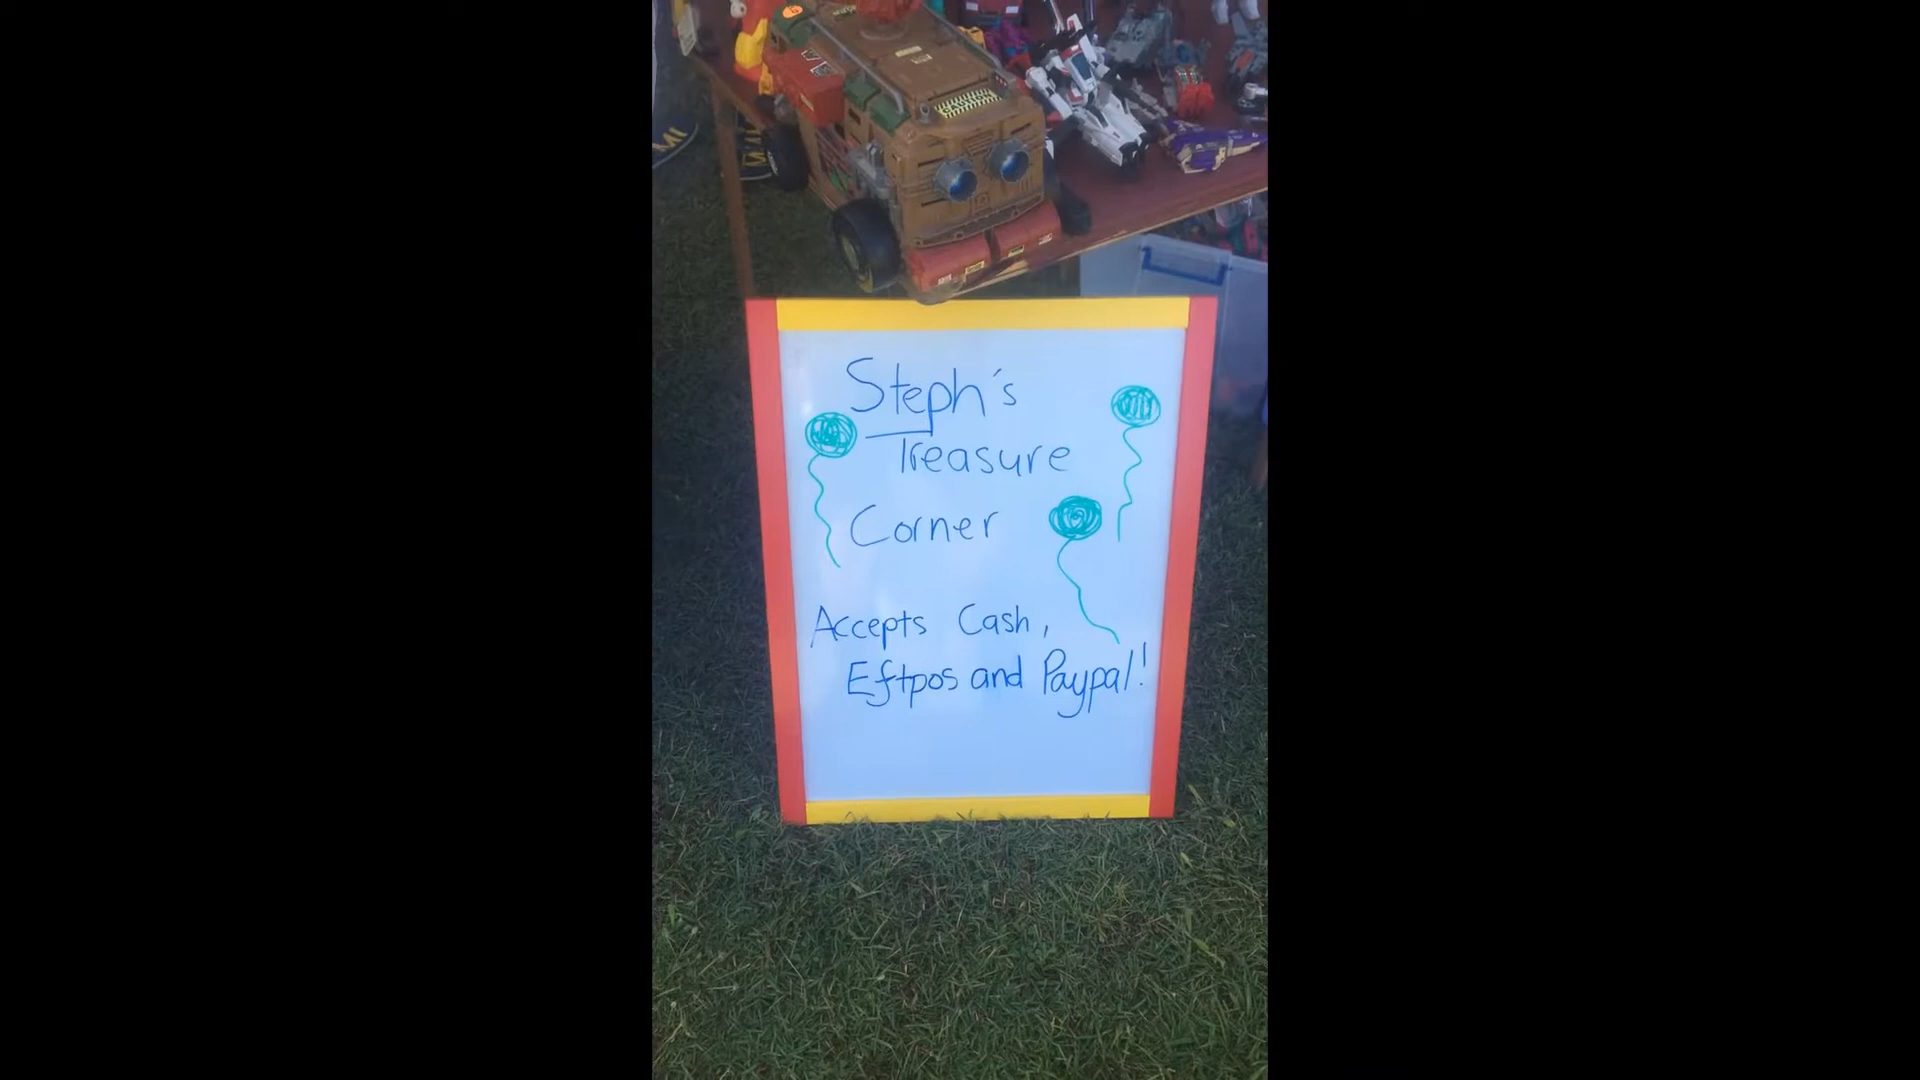 Steph's
Treasure
Corner
Accepts Cash,
Eftpos and Paypal!